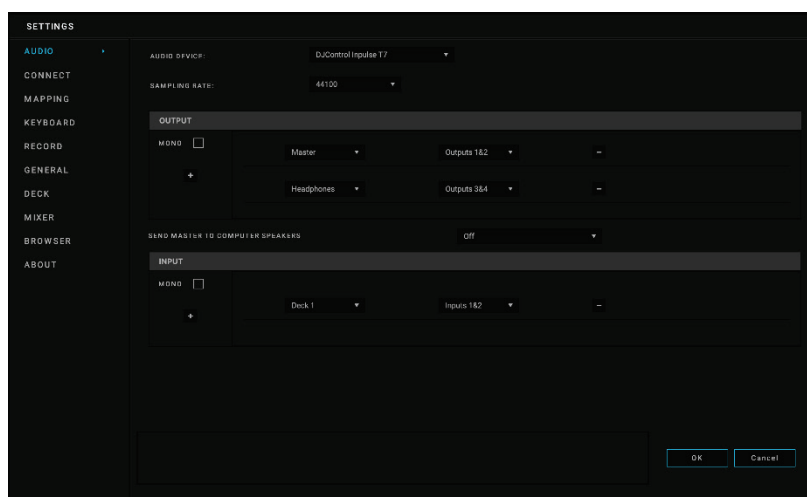 SETTINGS
AUDIO
CONNECT
MAPPING
KEYBOARD
RECORD
GENERAL
DECK
MIXER
BROWSER
ABOUT
AUDIO DEVICE: DJControl Inpulse T7
SAMPLING RATE: 44100
OUTPUT
MONO
Master Outputs 1&2 −
+
Headphones Outputs 3&4 −
SEND MASTER TO COMPUTER SPEAKERS Off
INPUT
MONO
Deck 1 Inputs 1&2 −
+
OK Cancel